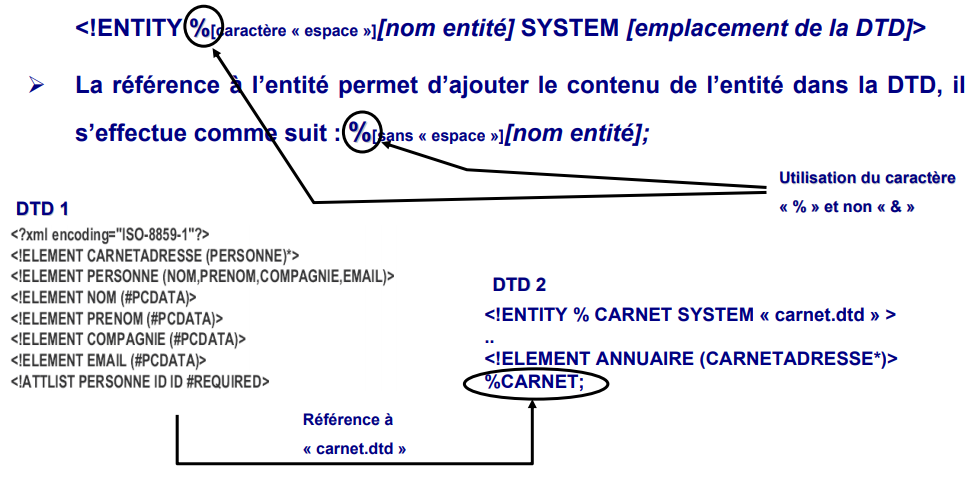 <!ENTITY %[caractère « espace »][nom entité] SYSTEM [emplacement de la DTD]>
➢ La référence à l’entité permet d’ajouter le contenu de l’entité dans la DTD, il
s’effectue comme suit : %[sans « espace »][nom entité];
Utilisation du caractère
« % » et non « & »
DTD 1
<?xml encoding="ISO-8859-1"?>
<!ELEMENT CARNETADRESSE (PERSONNE)*>
<!ELEMENT PERSONNE (NOM,PRENOM,COMPAGNIE,EMAIL)>
<!ELEMENT NOM (#PCDATA)>
<!ELEMENT PRENOM (#PCDATA)>
<!ELEMENT COMPAGNIE (#PCDATA)>
<!ELEMENT EMAIL (#PCDATA)>
<!ATTLIST PERSONNE ID ID #REQUIRED>
DTD 2
<!ENTITY % CARNET SYSTEM « carnet.dtd » >
..
<!ELEMENT ANNUAIRE (CARNETADRESSE*)>
%CARNET;
Référence à
« carnet.dtd »